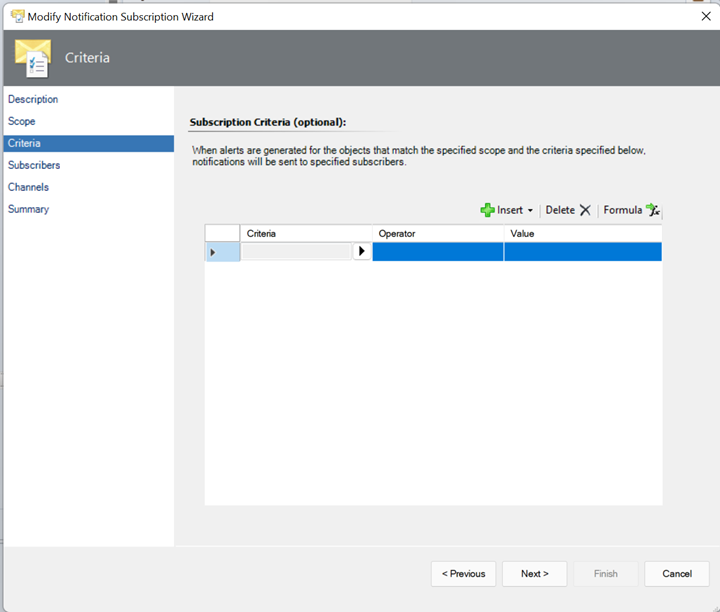 Modify Notification Subscription Wizard
Criteria
Description
Scope
Criteria
Subscribers
Channels
Summary
Subscription Criteria (optional):
When alerts are generated for the objects that match the specified scope and the criteria specified below,
notifications will be sent to specified subscribers.
Insert Delete Formula fx
Criteria Operator Value
< Previous Next > Finish Cancel